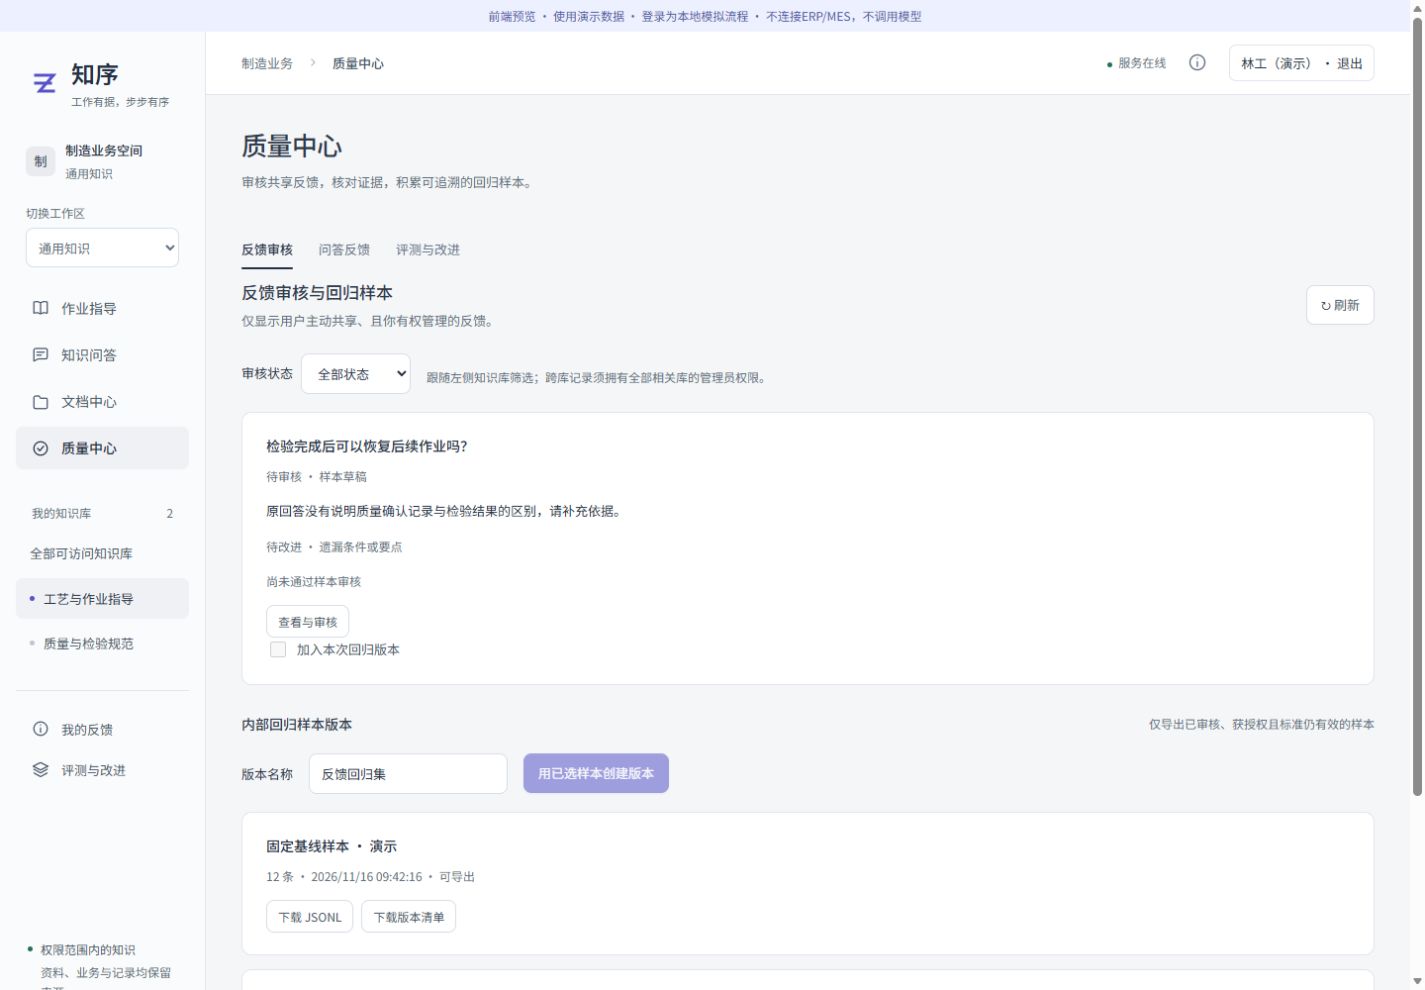 前端预览 · 使用演示数据 · 登录为本地模拟流程 · 不连接ERP/MES，不调用模型
知序
工作有据，步步有序
制
制造业务空间
通用知识
切换工作区
通用知识
作业指导
知识问答
文档中心
质量中心
我的知识库 2
全部可访问知识库
工艺与作业指导
质量与检验规范
我的反馈
评测与改进
权限范围内的知识
资料、业务与记录均保留
制造业务 › 质量中心
服务在线
林工（演示） · 退出
质量中心
审核共享反馈，核对证据，积累可追溯的回归样本。
反馈审核 问答反馈 评测与改进
反馈审核与回归样本
仅显示用户主动共享、且你有权管理的反馈。
↻ 刷新
审核状态 全部状态 跟随左侧知识库筛选；跨库记录须拥有全部相关库的管理员权限。
检验完成后可以恢复后续作业吗？
待审核 · 样本草稿
原回答没有说明质量确认记录与检验结果的区别，请补充依据。
待改进 · 遗漏条件或要点
尚未通过样本审核
查看与审核
加入本次回归版本
内部回归样本版本 仅导出已审核、获授权且标准仍有效的样本
版本名称 反馈回归集 用已选样本创建版本
固定基线样本 · 演示
12 条 · 2026/11/16 09:42:16 · 可导出
下载 JSONL 下载版本清单